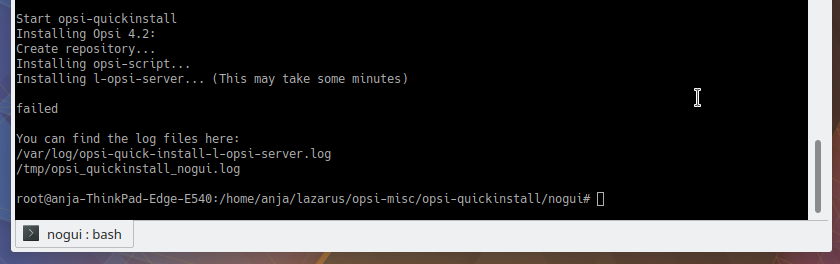 Start opsi-quickinstall
Installing Opsi 4.2:
Create repository...
Installing opsi-script...
Installing l-opsi-server... (This may take some minutes)
failed
You can find the log files here:
/var/log/opsi-quick-install-l-opsi-server.log
/tmp/opsi_quickinstall_nogui.log
root@anja-ThinkPad-Edge-E540:/home/anja/lazarus/opsi-misc/opsi-quickinstall/nogui#
nogui : bash